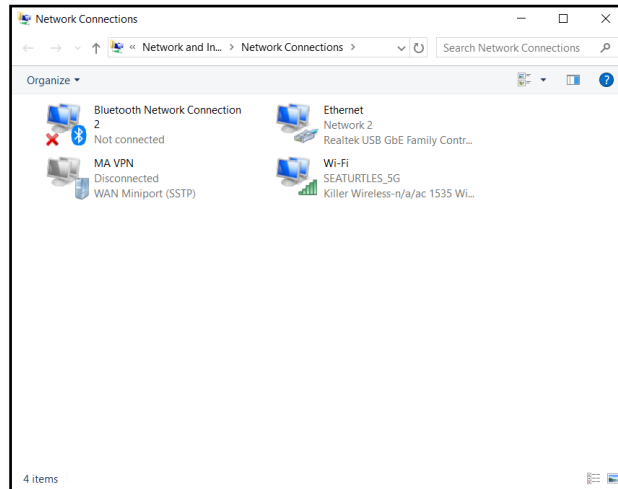 Network Connections
« Network and In... > Network Connections >
Search Network Connections
Organize
?
Bluetooth Network Connection
2
Not connected
Ethernet
Network 2
Realtek USB GbE Family Contr...
MA VPN
Disconnected
WAN Miniport (SSTP)
Wi-Fi
SEATURTLES_5G
Killer Wireless-n/a/ac 1535 Wi...
4 items